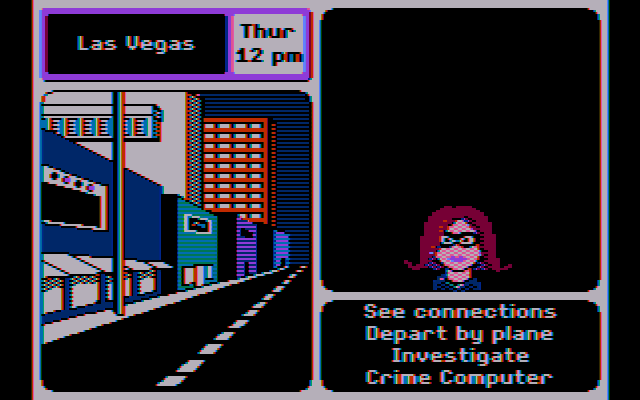 Las Vegas
Thur
12 pm
See connections
Depart by plane
Investigate
Crime Computer